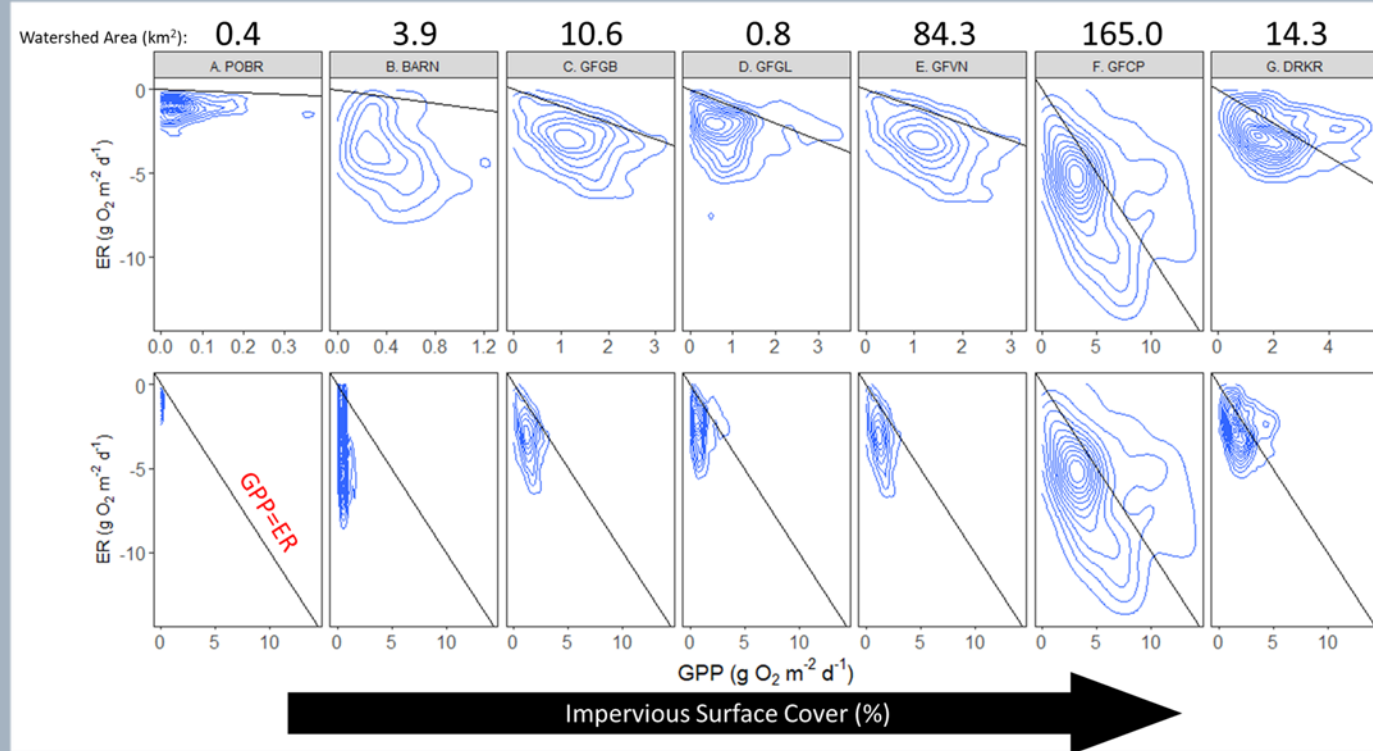 Watershed Area (km²): 0.4 3.9 10.6 0.8 84.3 165.0 14.3
A. POBR B. BARN C. GFGB D. GFGL E. GFVN F. GFCP G. DRKR
ER (g O₂ m⁻² d⁻¹)
0
-5
-10
0.0 0.1 0.2 0.3 0.0 0.4 0.8 1.2 0 1 2 3 0 1 2 3 0 1 2 3 0 5 10 0 2 4
ER (g O₂ m⁻² d⁻¹)
0
-5
-10
GPP=ER
0 5 10 0 5 10 0 5 10 0 5 10 0 5 10 0 5 10 0 5 10
GPP (g O₂ m⁻² d⁻¹)
Impervious Surface Cover (%)